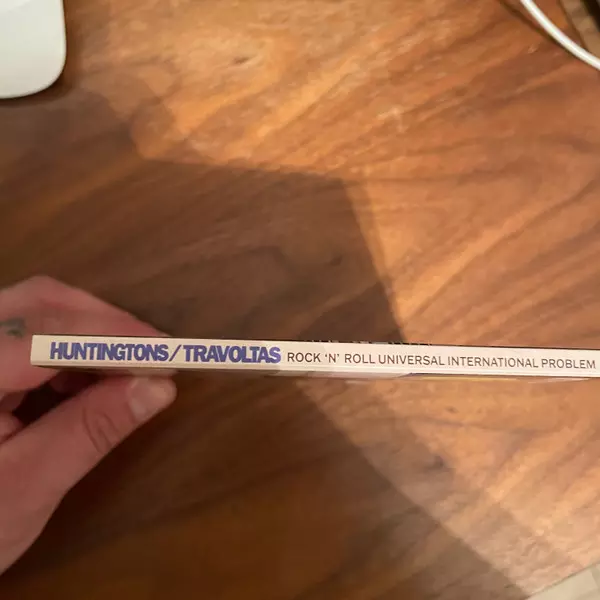 HUNTINGTONS/TRAVOLTAS ROCK 'N' ROLL UNIVERSAL INTERNATIONAL PROBLEM